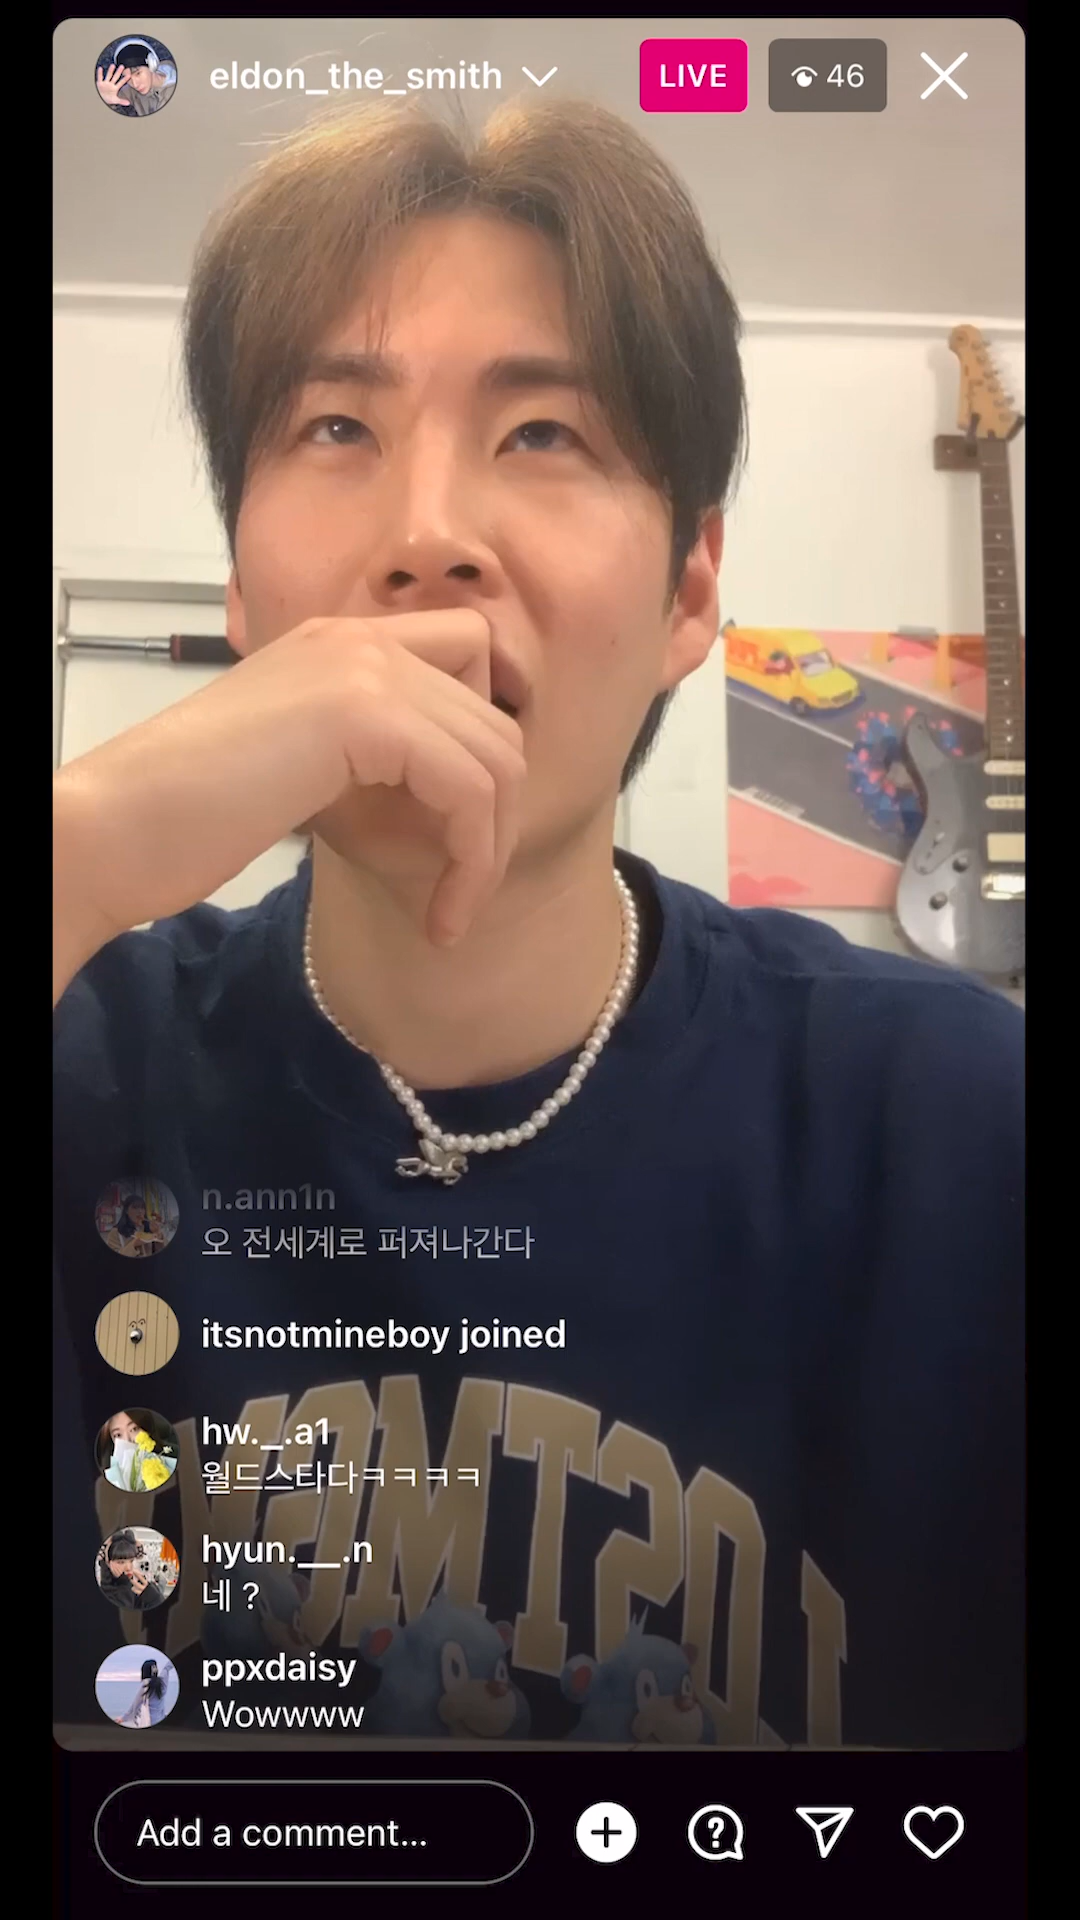 eldon_the_smith
LIVE
46
n.ann1n
오 전세계로 퍼져나간다
itsnotmineboy joined
hw._.a1
월드스타다ㅋㅋㅋㅋ
hyun.__.n
네 ?
ppxdaisy
Wowwww
Add a comment...